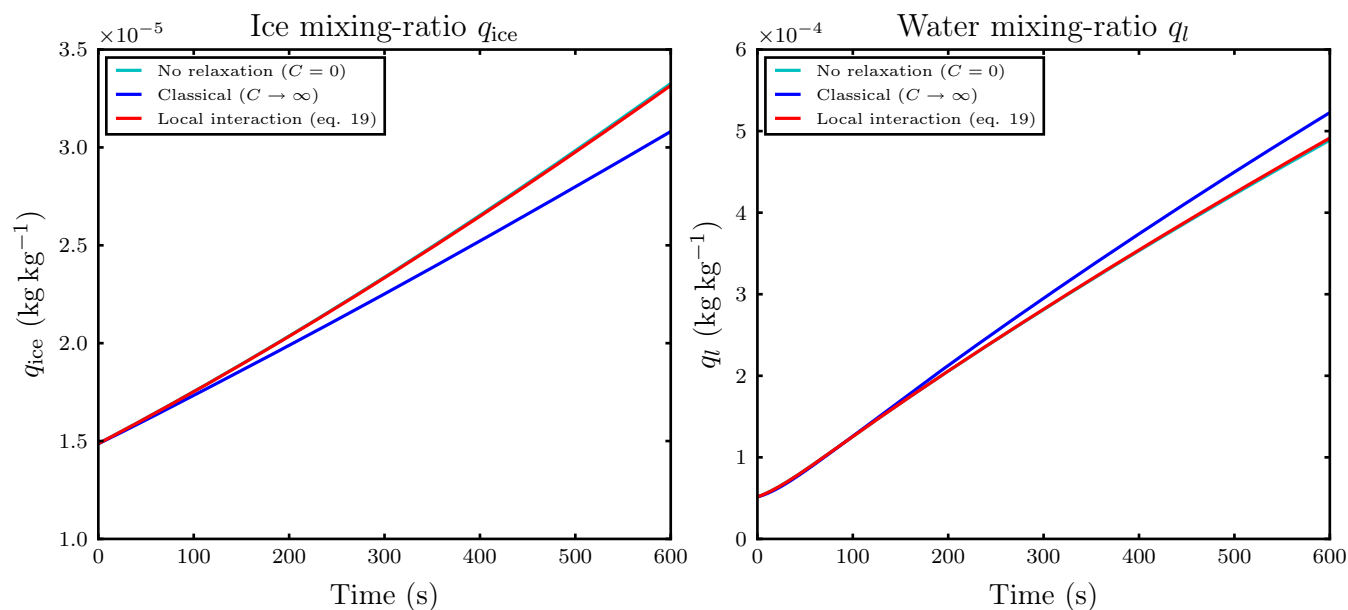 Ice mixing-ratio q_ice
×10⁻⁵
3.5
3.0
2.5
2.0
1.5
1.0
q_ice (kg kg⁻¹)
No relaxation (C = 0)
Classical (C → ∞)
Local interaction (eq. 19)
0 100 200 300 400 500 600
Time (s)
Water mixing-ratio q_l
×10⁻⁴
6
5
4
3
2
1
0
q_l (kg kg⁻¹)
No relaxation (C = 0)
Classical (C → ∞)
Local interaction (eq. 19)
0 100 200 300 400 500 600
Time (s)